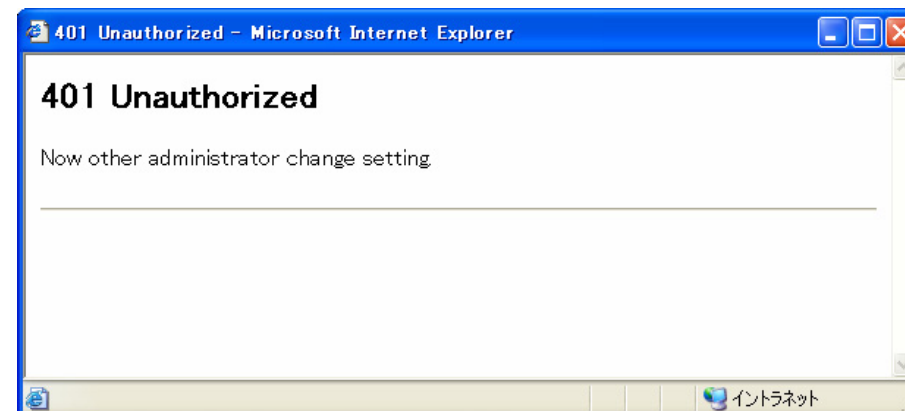 401 Unauthorized - Microsoft Internet Explorer
401 Unauthorized
Now other administrator change setting.
イントラネット